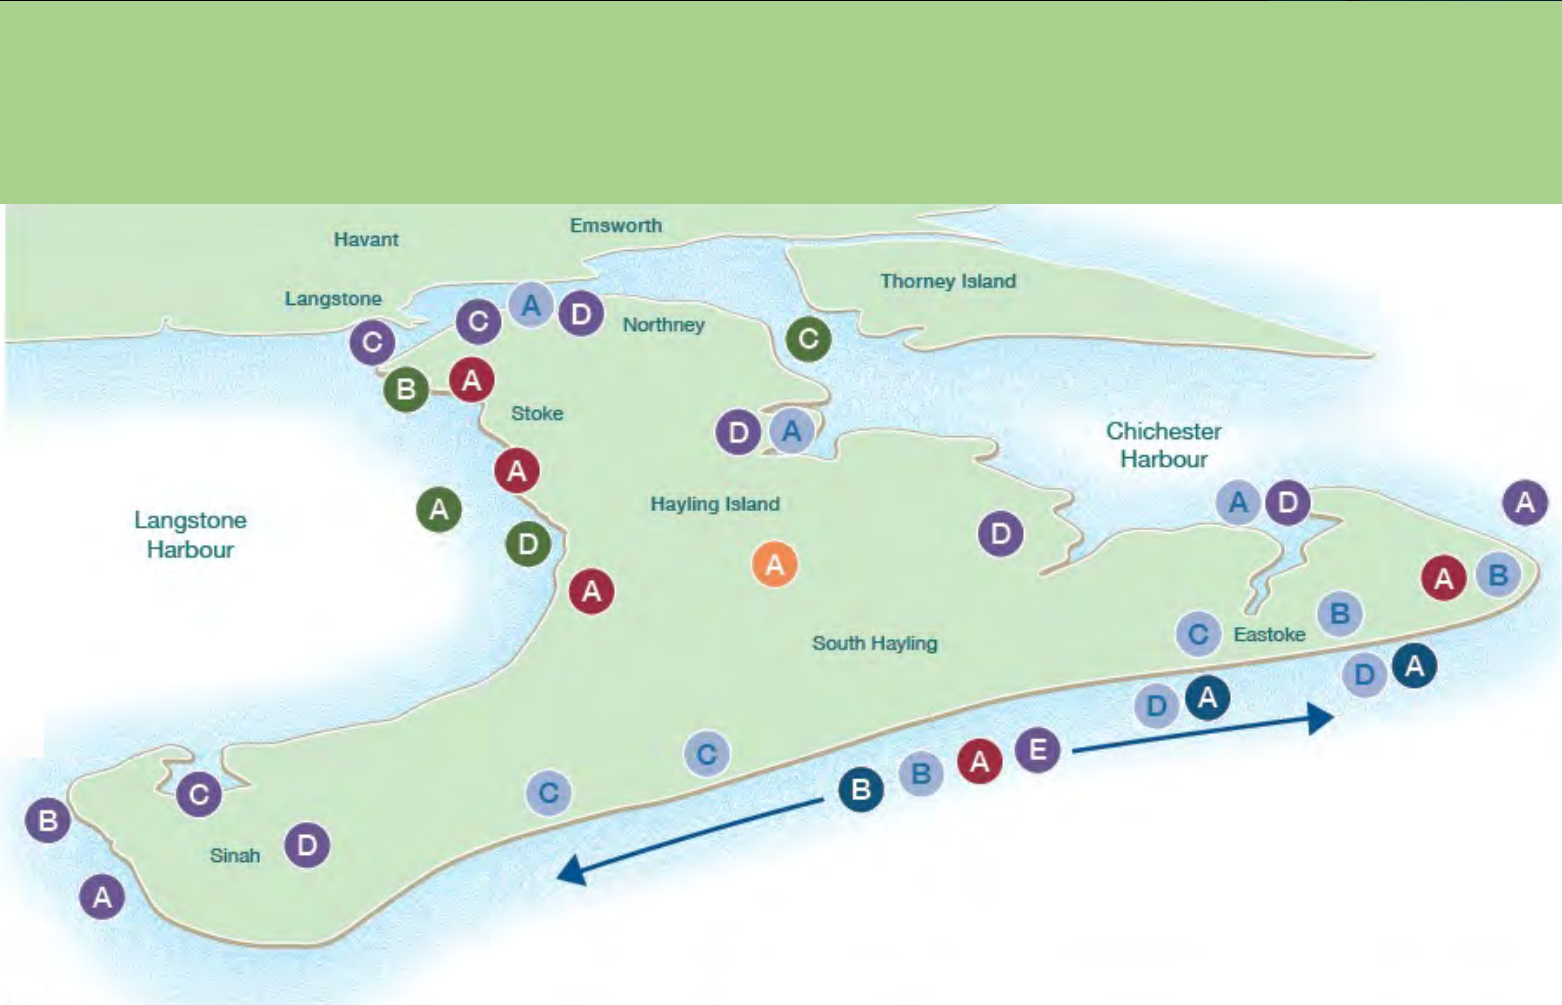 Emsworth
Havant
Thorney Island
Langstone
A
D
C
Northney
C
C
A
B
Stoke
D
A
Chichester
Harbour
A
Hayling Island
A
D
A
A
Langstone
Harbour
D
D
A
A
B
A
B
C
Eastoke
South Hayling
A
D
A
D
E
C
A
B
B
C
C
B
D
Sinah
A